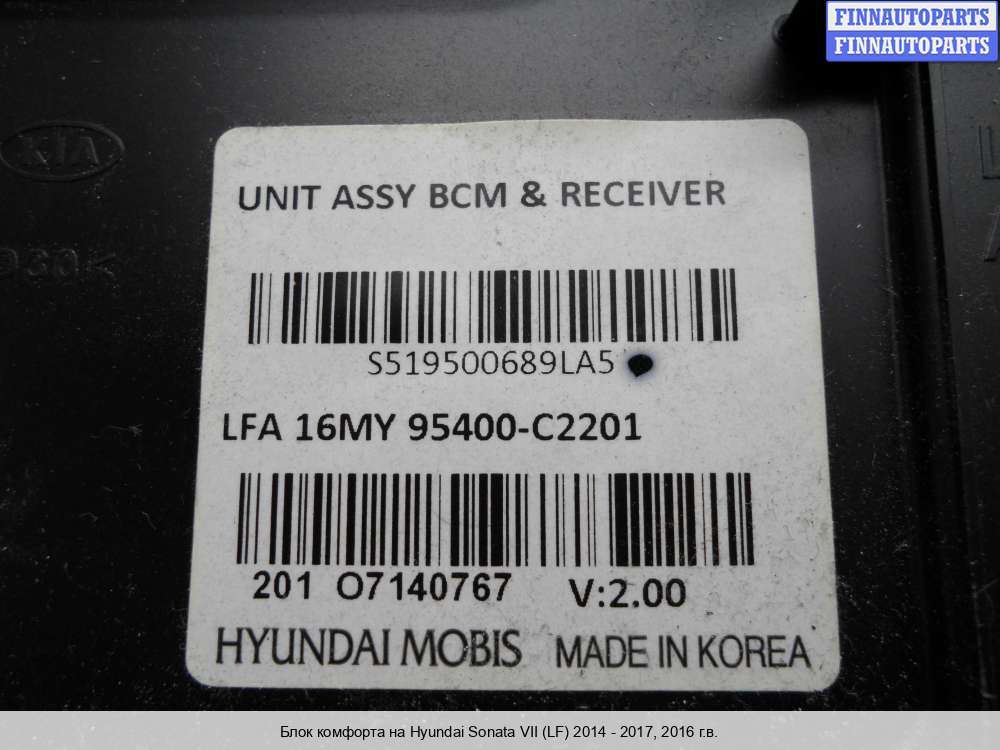 FINNAUTOPARTS
FINNAUTOPARTS
KIA
UNIT ASSY BCM & RECEIVER
S519500689LA5
LFA 16MY 95400-C2201
201 O7140767 V:2.00
HYUNDAI MOBIS MADE IN KOREA
Блок комфорта на Hyundai Sonata VII (LF) 2014 - 2017, 2016 г.в.